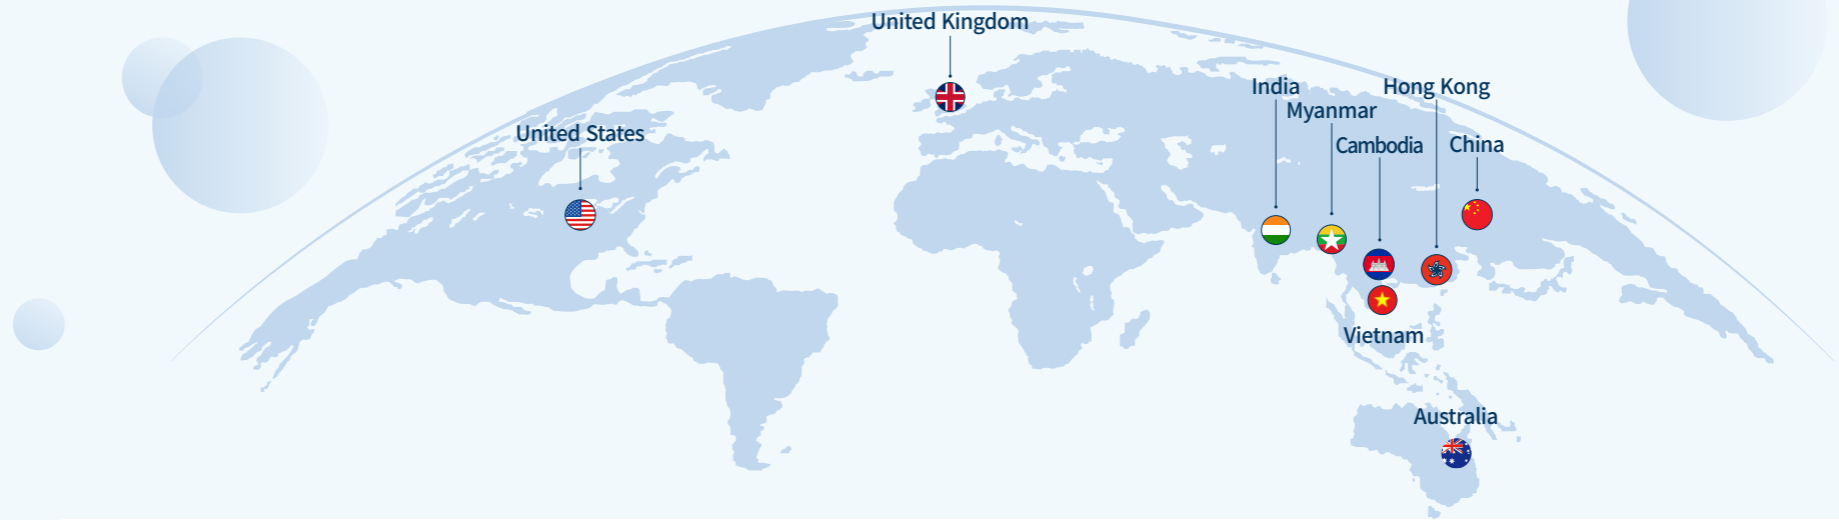 United Kingdom
India
Hong Kong
Myanmar
United States
Cambodia
China
Vietnam
Australia